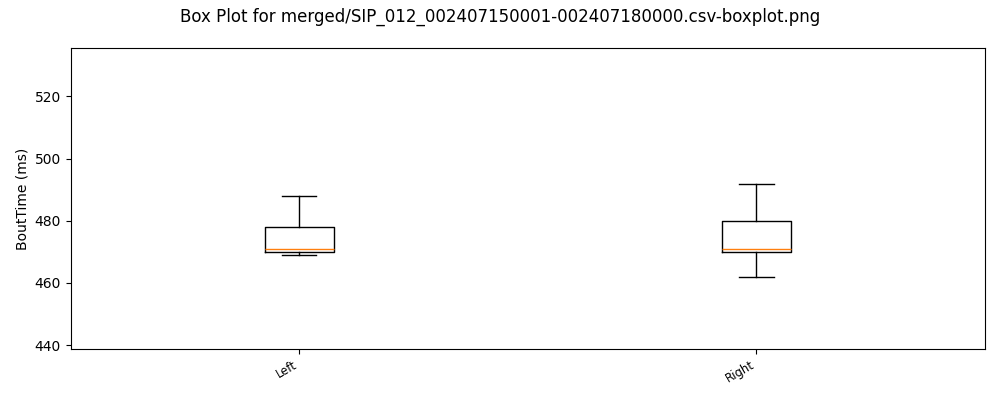 Box Plot for merged/SIP_012_002407150001-002407180000.csv-boxplot.png
520
500
480
460
440
BoutTime (ms)
Left
Right